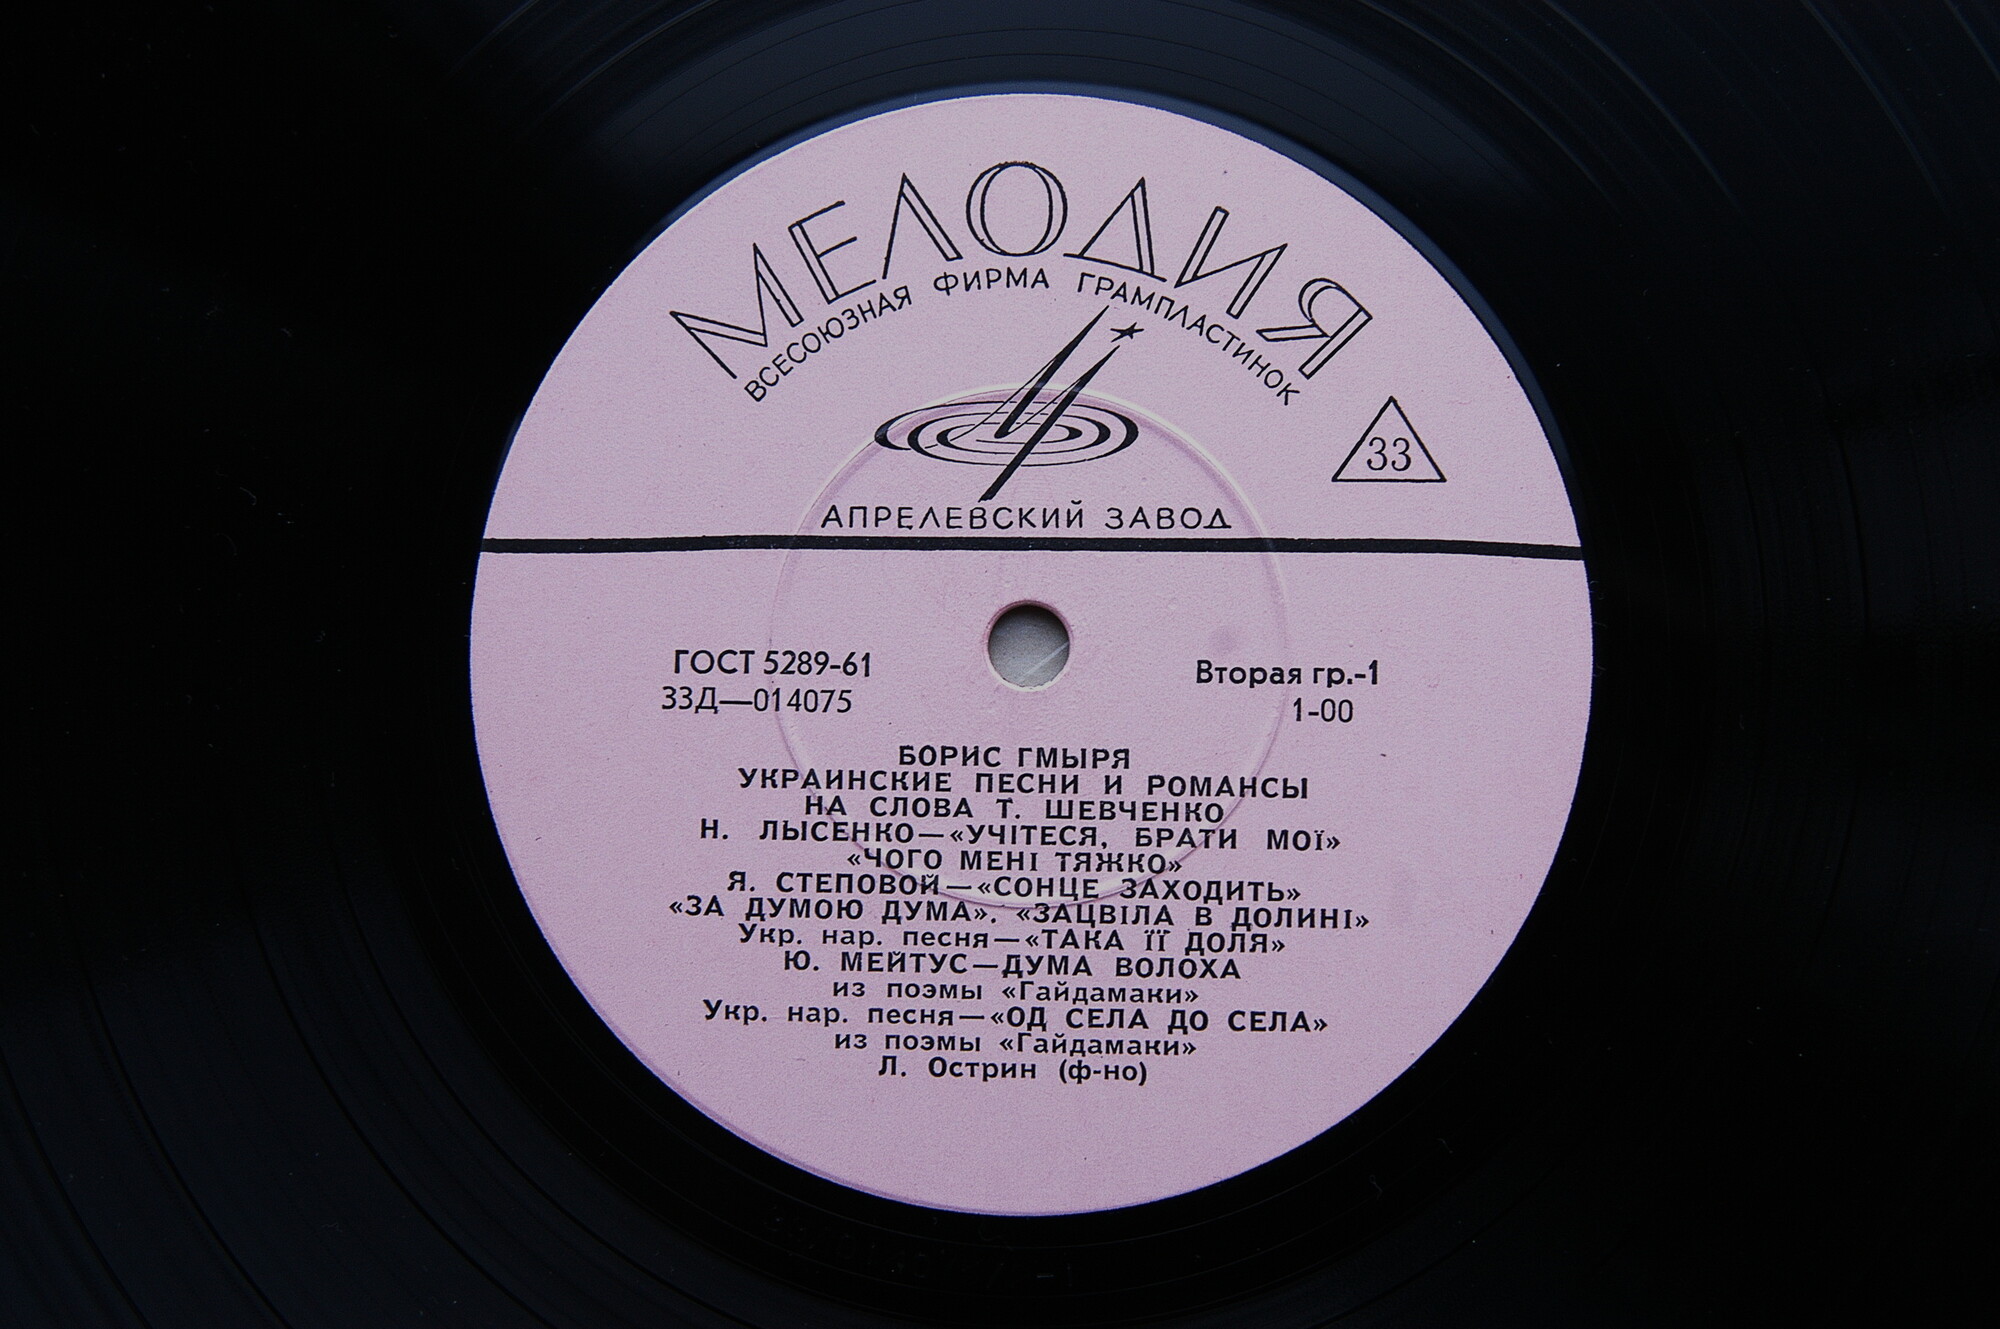 МЕЛОДИЯ
ВСЕСОЮЗНАЯ ФИРМА ГРАМПЛАСТИНОК
33
АПРЕЛЕВСКИЙ ЗАВОД
ГОСТ 5289-61
Вторая гр.-1
33Д—014075
1-00
БОРИС ГМЫРЯ
УКРАИНСКИЕ ПЕСНИ И РОМАНСЫ
НА СЛОВА Т. ШЕВЧЕНКО
Н. ЛЫСЕНКО—«УЧІТЕСЯ, БРАТИ МОЇ»
«ЧОГО МЕНІ ТЯЖКО»
Я. СТЕПОВОЙ—«СОНЦЕ ЗАХОДИТЬ»
«ЗА ДУМОЮ ДУМА». «ЗАЦВІЛА В ДОЛИНІ»
Укр. нар. песня—«ТАКА ЇЇ ДОЛЯ»
Ю. МЕЙТУС—ДУМА ВОЛОХА
из поэмы «Гайдамаки»
Укр. нар. песня—«ОД СЕЛА ДО СЕЛА»
из поэмы «Гайдамаки»
Л. Острин (ф-но)